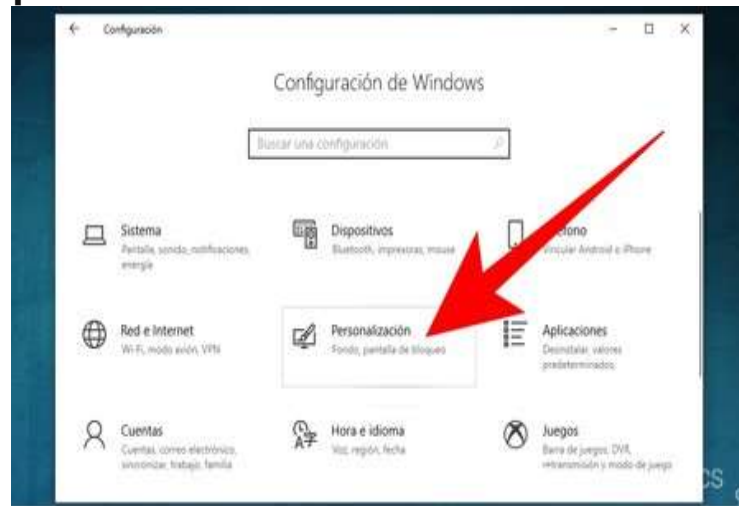 Configuración
Configuración de Windows
Buscar una configuración
Sistema
Pantalla, sonido, notificaciones,
energía
Dispositivos
Bluetooth, impresoras, mouse
fono
Vincular Android o iPhone
Red e Internet
Wi-Fi, modo avión, VPN
Personalización
Fondo, pantalla de bloqueo
Aplicaciones
Desinstalar, valores
predeterminados
Cuentas
Cuentas, correo electrónico,
sincronizar, trabajo, familia
Hora e idioma
Voz, región, fecha
Juegos
Barra de juegos, DVR,
retransmisión y modo de juego
CS